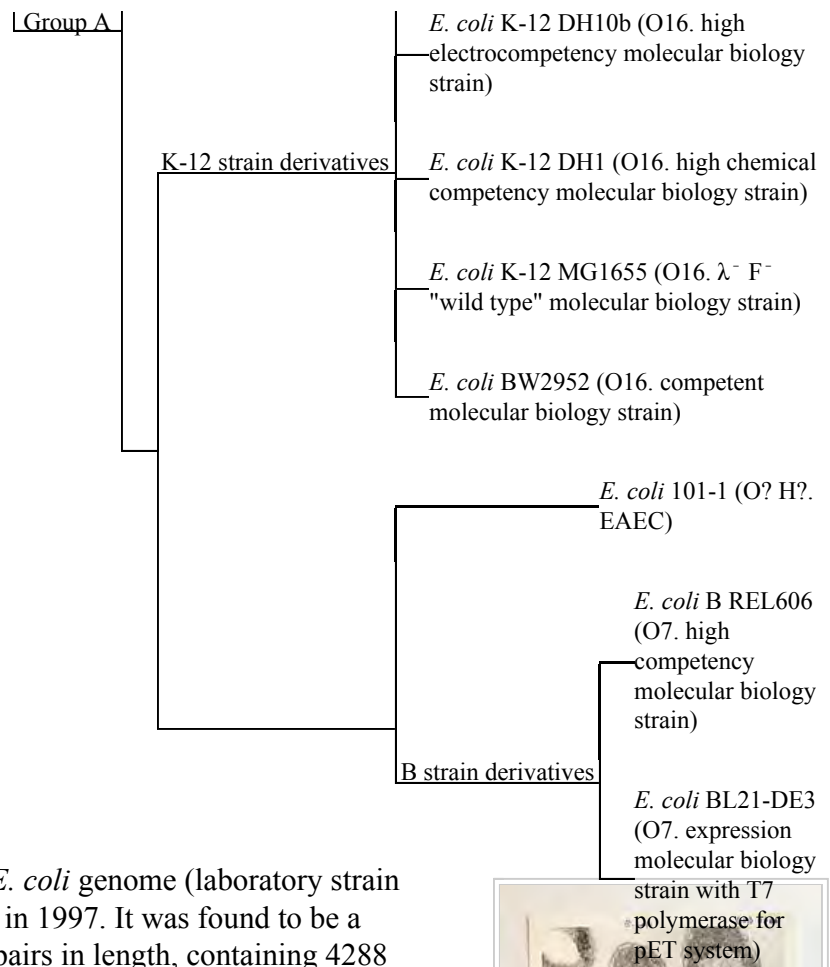 Group A
E. coli K-12 DH10b (O16. high
electrocompetency molecular biology
strain)
K-12 strain derivatives
E. coli K-12 DH1 (O16. high chemical
competency molecular biology strain)
E. coli K-12 MG1655 (O16. λ⁻ F⁻
"wild type" molecular biology strain)
E. coli BW2952 (O16. competent
molecular biology strain)
E. coli 101-1 (O? H?.
EAEC)
E. coli B REL606
(O7. high
competency
molecular biology
strain)
B strain derivatives
E. coli BL21-DE3
(O7. expression
molecular biology
strain with T7
polymerase for
pET system)
E. coli genome (laboratory strain
in 1997. It was found to be a
pairs in length, containing 4288